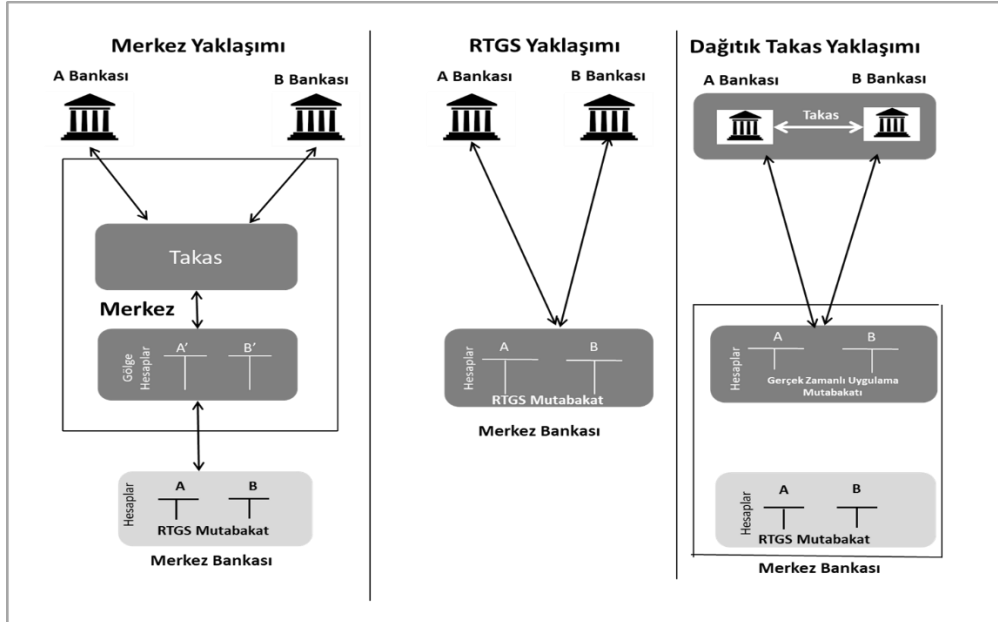 Merkez Yaklaşımı
A Bankası
B Bankası
Takas
Merkez
Gölge
Hesaplar
A’
B’
Hesaplar
A
B
RTGS Mutabakat
Merkez Bankası
RTGS Yaklaşımı
A Bankası
B Bankası
Hesaplar
A
B
RTGS Mutabakat
Merkez Bankası
Dağıtık Takas Yaklaşımı
A Bankası
B Bankası
Takas
Hesaplar
A
B
Gerçek Zamanlı Uygulama
Mutabakatı
Hesaplar
A
B
RTGS Mutabakat
Merkez Bankası